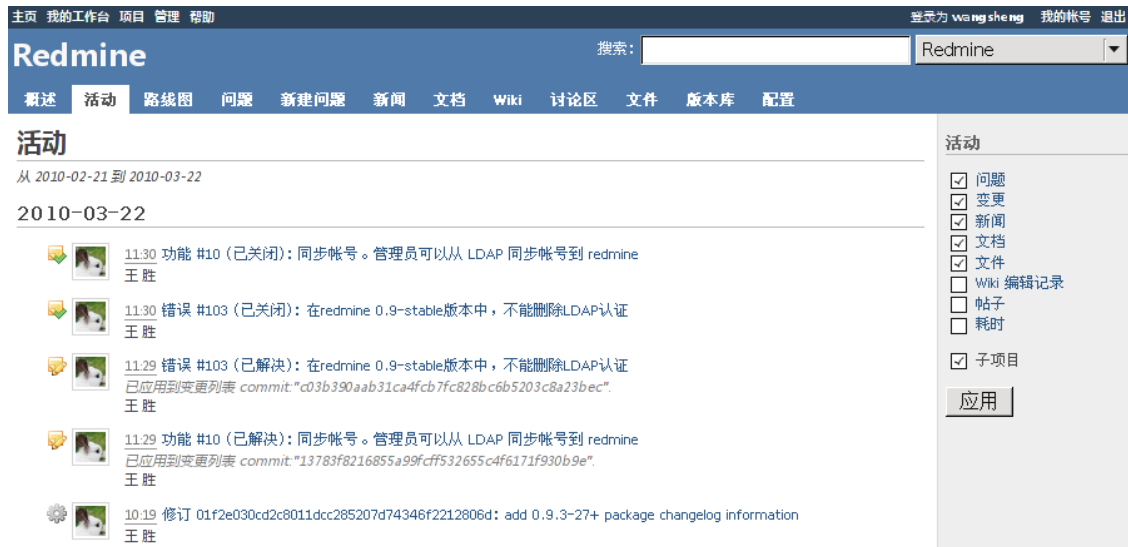 主页 我的工作台 项目 管理 帮助
登录为 wangsheng 我的帐号 退出
Redmine
搜索:
Redmine
概述 活动 路线图 问题 新建问题 新闻 文档 Wiki 讨论区 文件 版本库 配置
活动
从 2010-02-21 到 2010-03-22
2010-03-22
11:30 功能 #10 (已关闭): 同步帐号。管理员可以从 LDAP 同步帐号到 redmine
王 胜
11:30 错误 #103 (已关闭): 在redmine 0.9-stable版本中,不能删除LDAP认证
王 胜
11:29 错误 #103 (已解决): 在redmine 0.9-stable版本中,不能删除LDAP认证
已应用到变更列表 commit:"c03b390aab31ca4fcb7fc828bc6b5203c8a23bec".
王 胜
11:29 功能 #10 (已解决): 同步帐号。管理员可以从 LDAP 同步帐号到 redmine
已应用到变更列表 commit:"13783f8216855a99fcff532655c4f6171f930b9e".
王 胜
10:19 修订 01f2e030cd2c8011dcc285207d74346f2212806d: add 0.9.3-27+ package changelog information
王 胜
活动
问题
变更
新闻
文档
文件
Wiki 编辑记录
帖子
耗时
子项目
应用